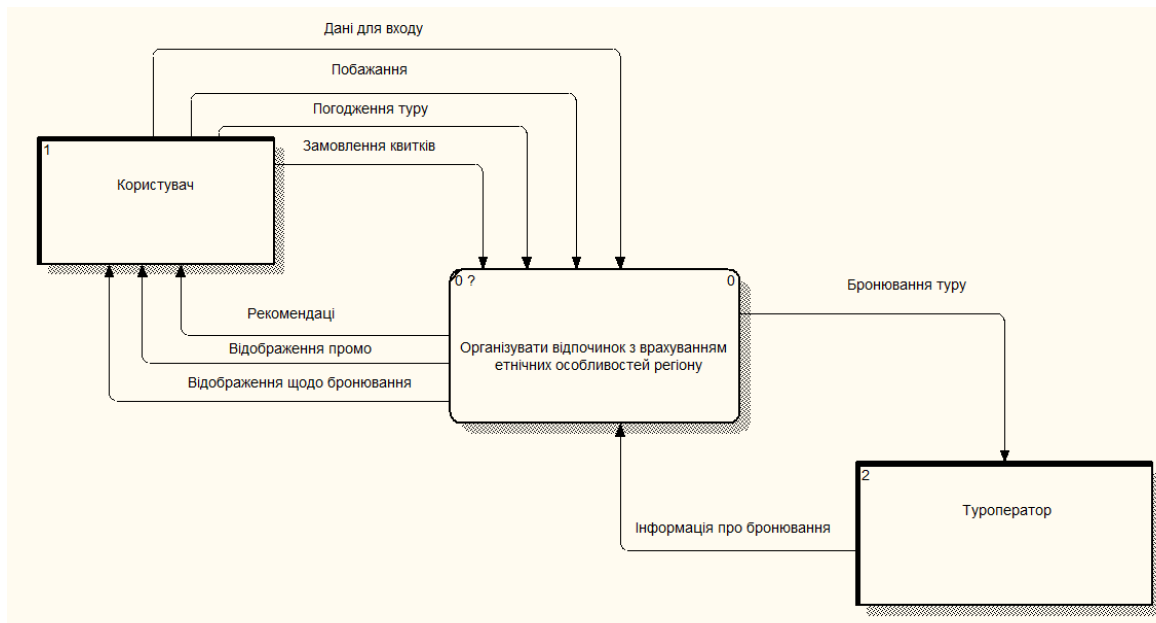 Дані для входу
Побажання
Погодження туру
Замовлення квитків
1
Користувач
0 ?
0
Бронювання туру
Рекомендаці
Відображення промо
Організувати відпочинок з врахуванням
етнічних особливостей регіону
Відображення щодо бронювання
2
Туроператор
Інформація про бронювання